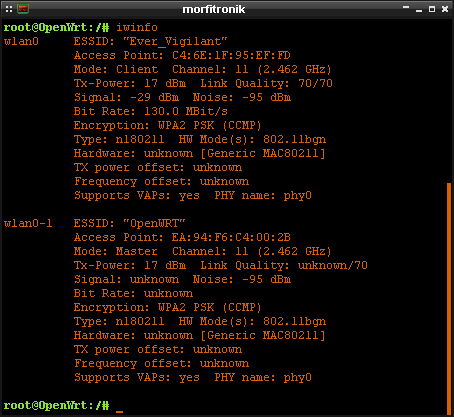 morfitronik
root@OpenWrt:/# iwinfo
wlan0     ESSID: "Ever_Vigilant"
          Access Point: C4:6E:1F:95:EF:FD
          Mode: Client  Channel: 11 (2.462 GHz)
          Tx-Power: 17 dBm  Link Quality: 70/70
          Signal: -29 dBm  Noise: -95 dBm
          Bit Rate: 130.0 MBit/s
          Encryption: WPA2 PSK (CCMP)
          Type: nl80211  HW Mode(s): 802.11bgn
          Hardware: unknown [Generic MAC80211]
          TX power offset: unknown
          Frequency offset: unknown
          Supports VAPs: yes  PHY name: phy0
wlan0-1   ESSID: "OpenWRT"
          Access Point: EA:94:F6:C4:00:2B
          Mode: Master  Channel: 11 (2.462 GHz)
          Tx-Power: 17 dBm  Link Quality: unknown/70
          Signal: unknown  Noise: -95 dBm
          Bit Rate: unknown
          Encryption: WPA2 PSK (CCMP)
          Type: nl80211  HW Mode(s): 802.11bgn
          Hardware: unknown [Generic MAC80211]
          TX power offset: unknown
          Frequency offset: unknown
          Supports VAPs: yes  PHY name: phy0
root@OpenWrt:/#